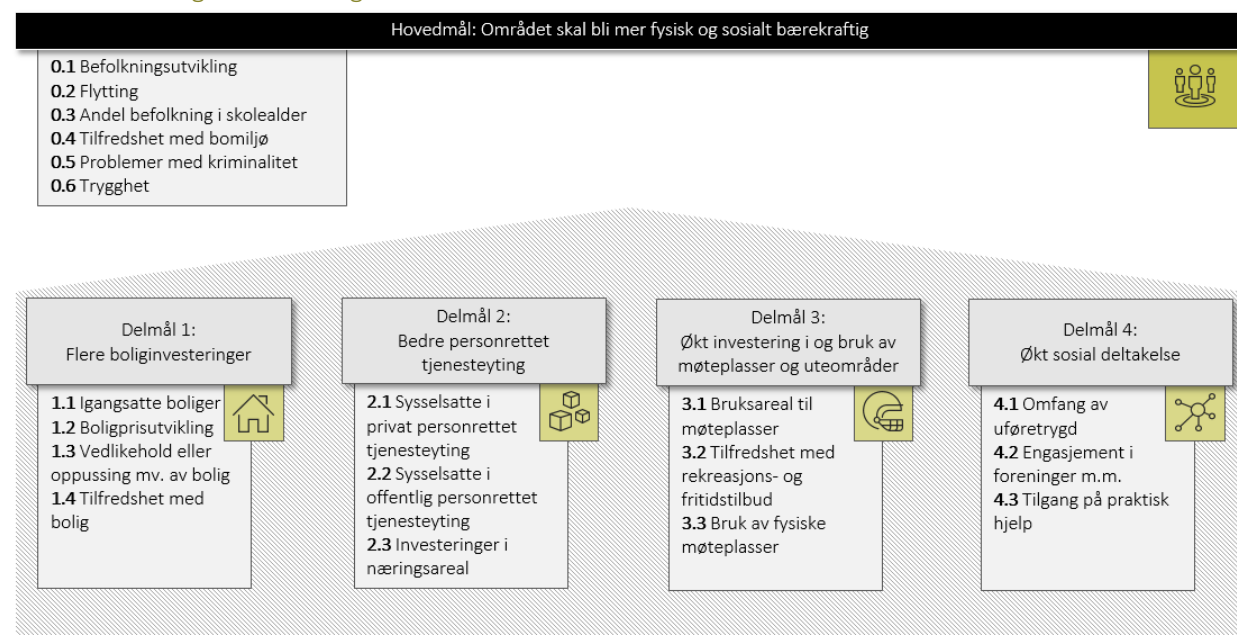 Hovedmål: Området skal bli mer fysisk og sosialt bærekraftig
0.1 Befolkningsutvikling
0.2 Flytting
0.3 Andel befolkning i skolealder
0.4 Tilfredshet med bomiljø
0.5 Problemer med kriminalitet
0.6 Trygghet
Delmål 1:
Flere boliginvesteringer
1.1 Igangsatte boliger
1.2 Boligprisutvikling
1.3 Vedlikehold eller
oppussing mv. av bolig
1.4 Tilfredshet med
bolig
Delmål 2:
Bedre personrettet
tjenesteyting
2.1 Sysselsatte i
privat personrettet
tjenesteyting
2.2 Sysselsatte i
offentlig personrettet
tjenesteyting
2.3 Investeringer i
næringsareal
Delmål 3:
Økt investering i og bruk av
møteplasser og uteområder
3.1 Bruksareal til
møteplasser
3.2 Tilfredshet med
rekreasjons- og
fritidstilbud
3.3 Bruk av fysiske
møteplasser
Delmål 4:
Økt sosial deltakelse
4.1 Omfang av
uføretrygd
4.2 Engasjement i
foreninger m.m.
4.3 Tilgang på praktisk
hjelp